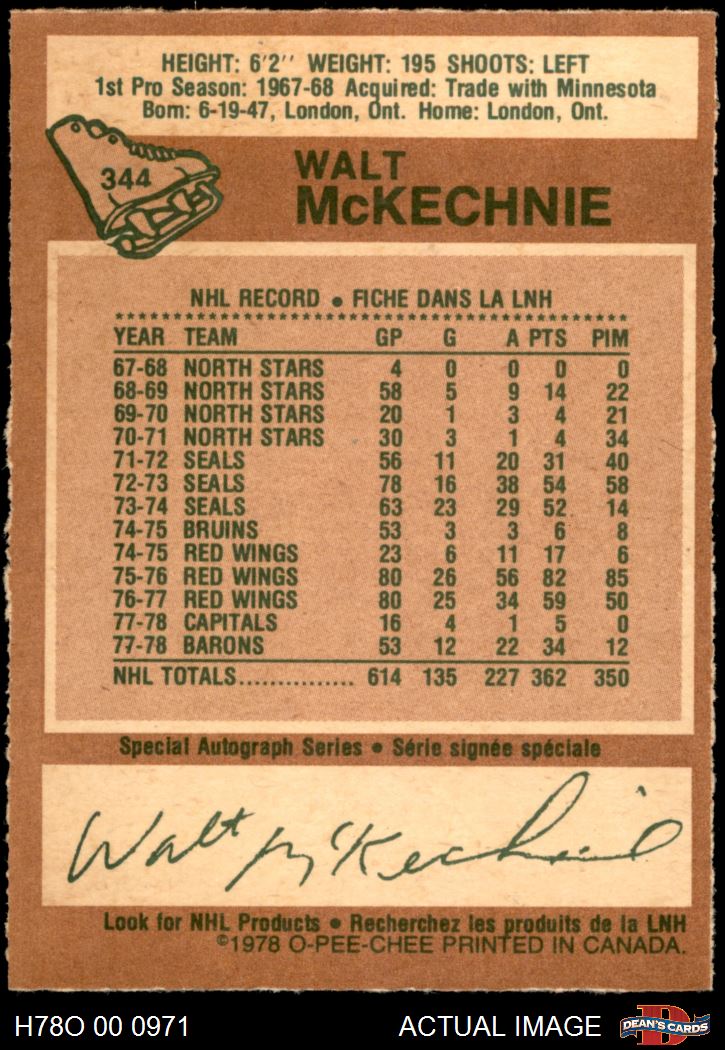 HEIGHT: 6'2'' WEIGHT: 195 SHOOTS: LEFT
1st Pro Season: 1967-68 Acquired: Trade with Minnesota
Born: 6-19-47, London, Ont. Home: London, Ont.
344
WALT
McKECHNIE
NHL RECORD • FICHE DANS LA LNH
YEAR TEAM GP G A PTS PIM
67-68 NORTH STARS 4 0 0 0 0
68-69 NORTH STARS 58 5 9 14 22
69-70 NORTH STARS 20 1 3 4 21
70-71 NORTH STARS 30 3 1 4 34
71-72 SEALS 56 11 20 31 40
72-73 SEALS 78 16 38 54 58
73-74 SEALS 63 23 29 52 14
74-75 BRUINS 53 3 3 6 8
74-75 RED WINGS 23 6 11 17 6
75-76 RED WINGS 80 26 56 82 85
76-77 RED WINGS 80 25 34 59 50
77-78 CAPITALS 16 4 1 5 0
77-78 BARONS 53 12 22 34 12
NHL TOTALS............... 614 135 227 362 350
Special Autograph Series • Série signée spéciale
Walt McKechnie
Look for NHL Products • Recherchez les produits de la LNH
©1978 O-PEE-CHEE PRINTED IN CANADA.
H78O 00 0971 ACTUAL IMAGE D DEAN'S CARDS